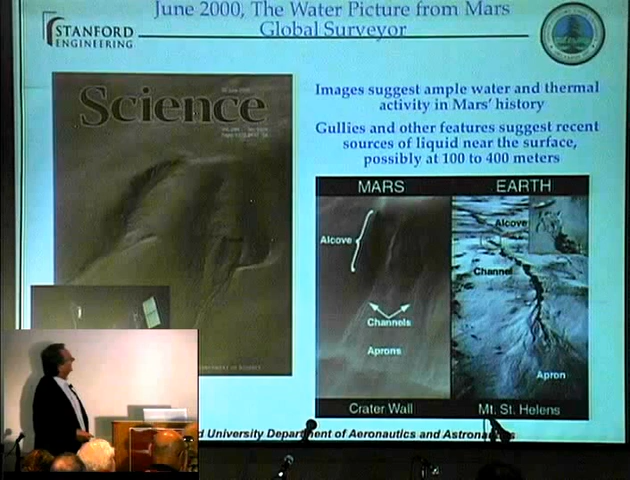 June 2000, The Water Picture from Mars
Global Surveyor
STANFORD
ENGINEERING
Science
Images suggest ample water and thermal
activity in Mars' history
Gullies and other features suggest recent
sources of liquid near the surface,
possibly at 100 to 400 meters
MARS
EARTH
Alcove
Alcove
Channel
Channels
Aprons
Apron
Crater Wall
Mt. St. Helens
University Department of Aeronautics and Astronautics